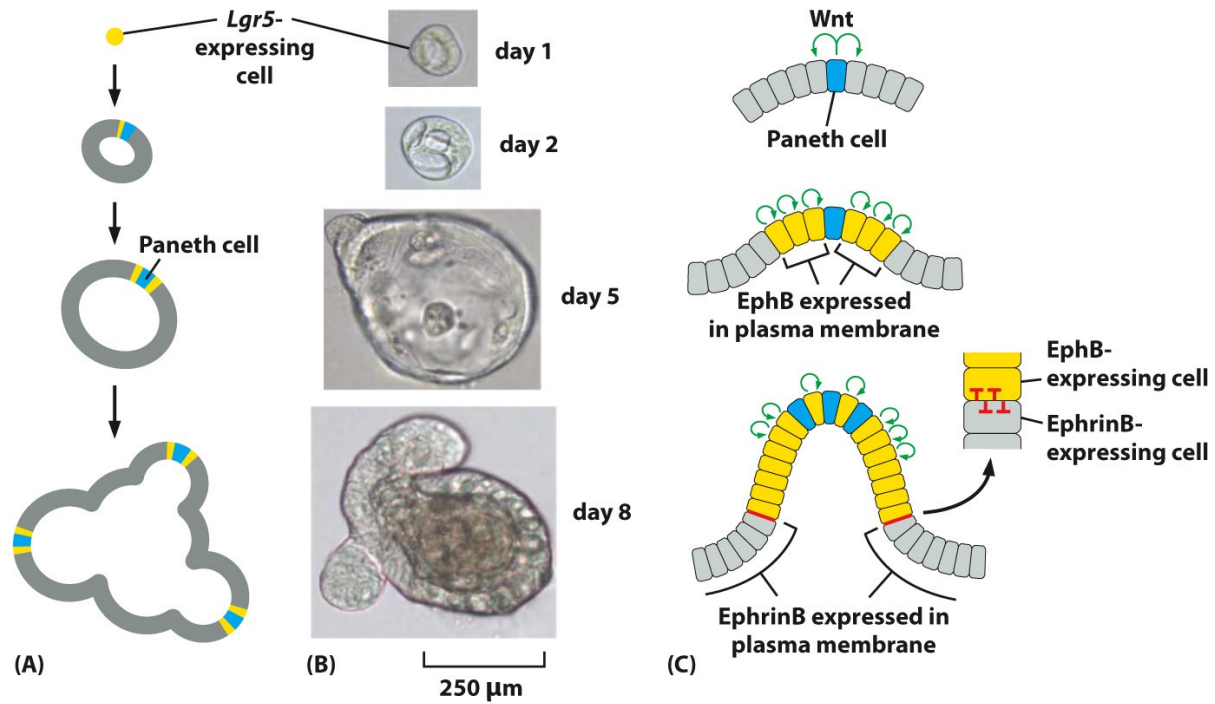 Lgr5-
expressing
cell
Paneth cell
(A)
day 1
day 2
day 5
day 8
(B)
250 μm
Wnt
Paneth cell
EphB expressed
in plasma membrane
EphB-
expressing cell
EphrinB-
expressing cell
EphrinB expressed in
plasma membrane
(C)